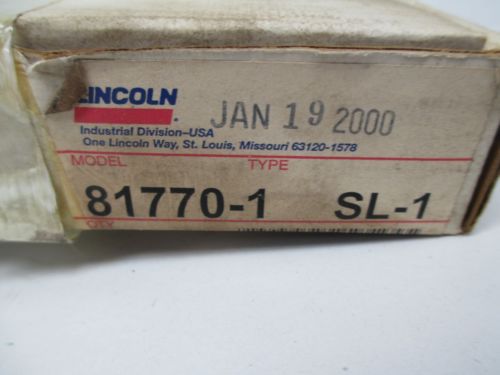 LINCOLN
JAN 19 2000
Industrial Division–USA
One Lincoln Way, St. Louis, Missouri 63120-1578
MODEL TYPE
81770-1 SL-1
QTY